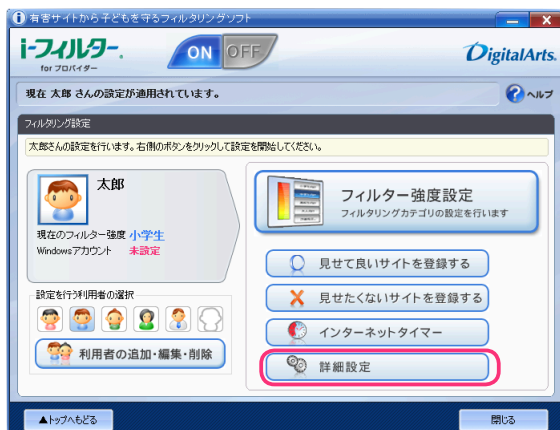 有害サイトから子どもを守るフィルタリングソフト
i-フィルター.
for プロバイダー
ON OFF
DigitalArts.
現在 太郎 さんの設定が適用されています。
ヘルプ
フィルタリング設定
太郎さんの設定を行います。右側のボタンをクリックして設定を開始してください。
太郎
現在のフィルター強度 小学生
Windowsアカウント 未設定
設定を行う利用者の選択
利用者の追加・編集・削除
フィルター強度設定
フィルタリングカテゴリの設定を行います
見せて良いサイトを登録する
見せたくないサイトを登録する
インターネットタイマー
詳細設定
▲トップへもどる
閉じる